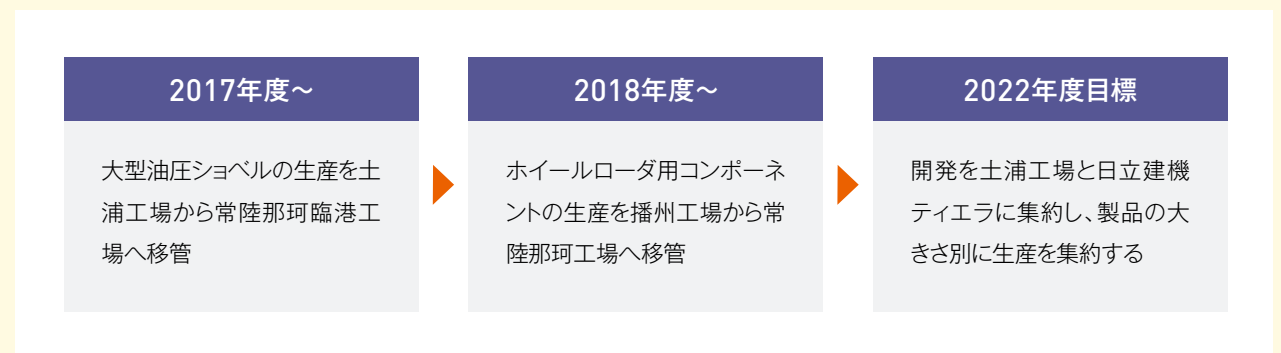 2017年度～
大型油圧ショベルの生産を土
浦工場から常陸那珂臨港工
場へ移管
2018年度～
ホイールローダ用コンポーネ
ントの生産を播州工場から常
陸那珂工場へ移管
2022年度目標
開発を土浦工場と日立建機
ティエラに集約し、製品の大
きさ別に生産を集約する